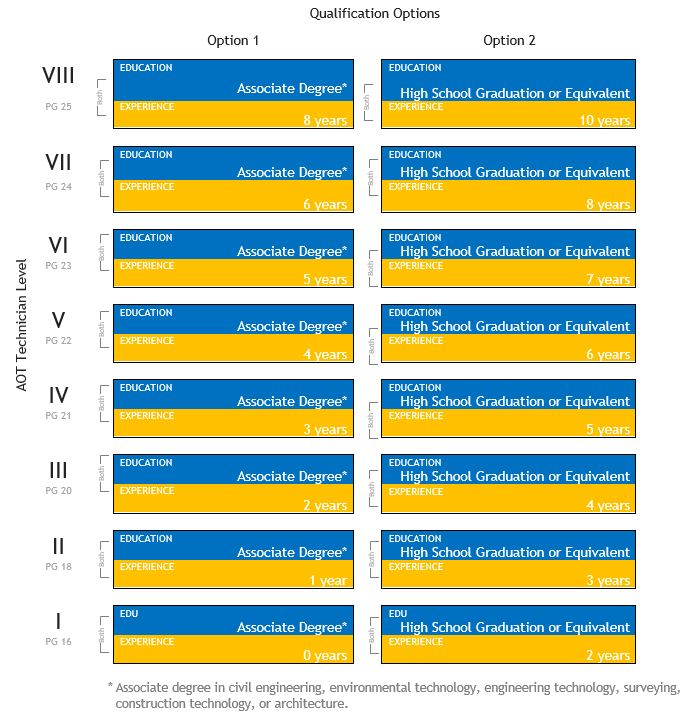 Qualification Options
Option 1 Option 2
VIII
PG 25
Both
EDUCATION
Associate Degree*
EXPERIENCE
8 years
Both
EDUCATION
High School Graduation or Equivalent
EXPERIENCE
10 years
VII
PG 24
Both
EDUCATION
Associate Degree*
EXPERIENCE
6 years
Both
EDUCATION
High School Graduation or Equivalent
EXPERIENCE
8 years
AOT Technician Level
VI
PG 23
Both
EDUCATION
Associate Degree*
EXPERIENCE
5 years
Both
EDUCATION
High School Graduation or Equivalent
EXPERIENCE
7 years
V
PG 22
Both
EDUCATION
Associate Degree*
EXPERIENCE
4 years
Both
EDUCATION
High School Graduation or Equivalent
EXPERIENCE
6 years
IV
PG 21
Both
EDUCATION
Associate Degree*
EXPERIENCE
3 years
Both
EDUCATION
High School Graduation or Equivalent
EXPERIENCE
5 years
III
PG 20
Both
EDUCATION
Associate Degree*
EXPERIENCE
2 years
Both
EDUCATION
High School Graduation or Equivalent
EXPERIENCE
4 years
II
PG 18
Both
EDUCATION
Associate Degree*
EXPERIENCE
1 year
Both
EDUCATION
High School Graduation or Equivalent
EXPERIENCE
3 years
I
PG 16
Both
EDU
Associate Degree*
EXPERIENCE
0 years
Both
EDU
High School Graduation or Equivalent
EXPERIENCE
2 years
* Associate degree in civil engineering, environmental technology, engineering technology, surveying,
construction technology, or architecture.